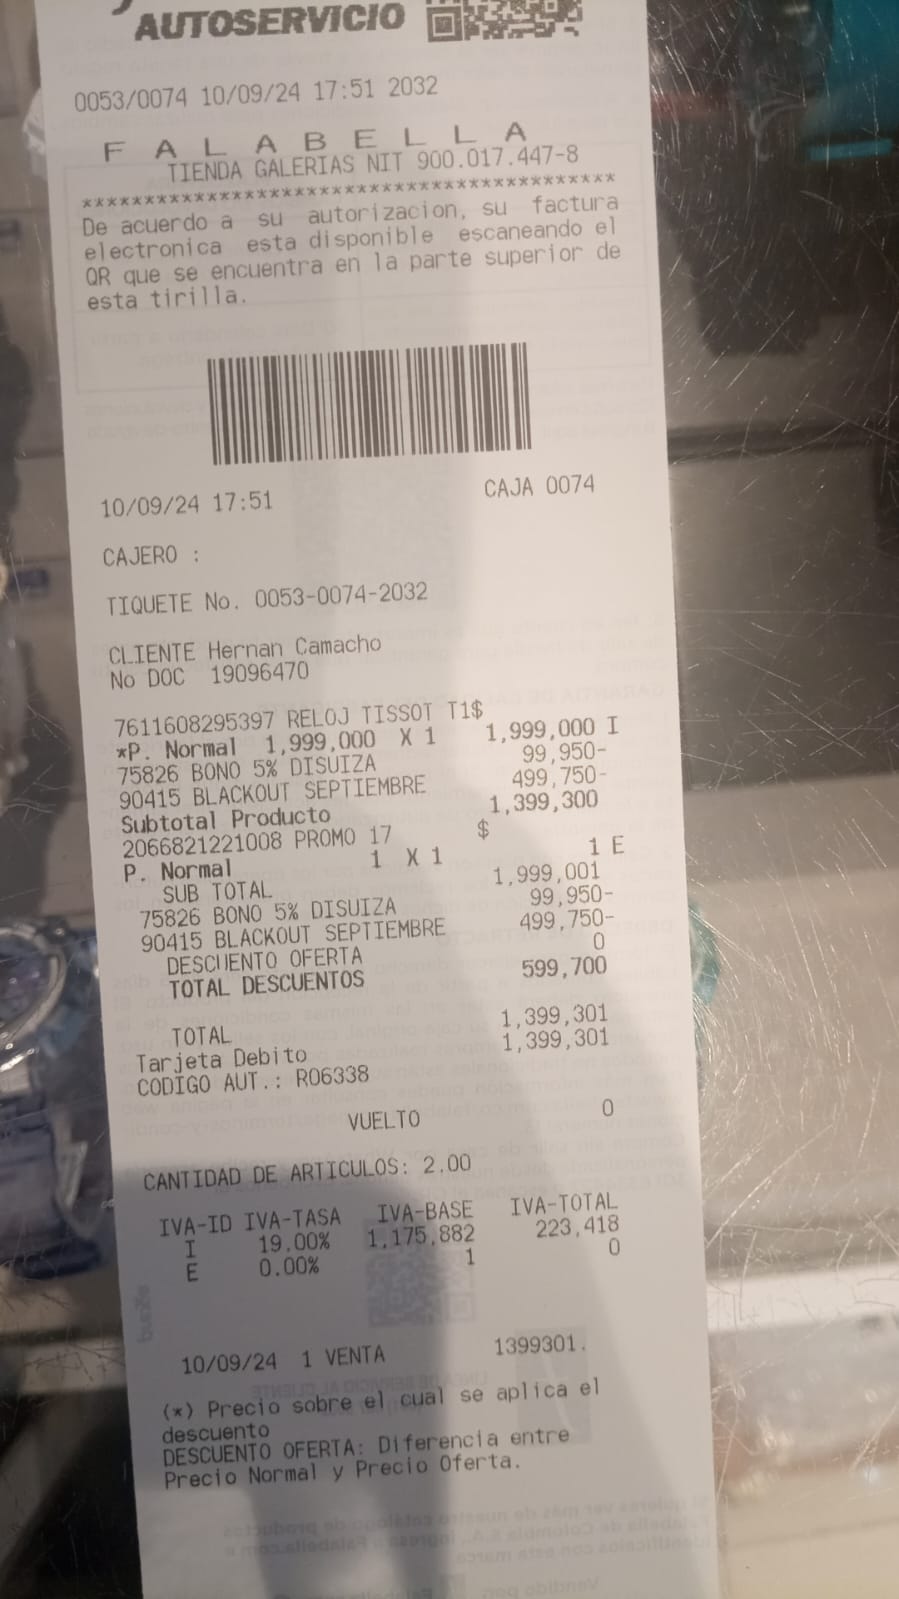 AUTOSERVICIO
0053/0074 10/09/24 17:51 2032
F A L A B E L L A
TIENDA GALERIAS NIT 900.017.447-8
*******************************************
De acuerdo a su autorizacion, su factura
electronica esta disponible escaneando el
QR que se encuentra en la parte superior de
esta tirilla.
10/09/24 17:51 CAJA 0074
CAJERO :
TIQUETE No. 0053-0074-2032
CLIENTE Hernan Camacho
No DOC 19096470
7611608295397 RELOJ TISSOT T1$
*P. Normal 1,999,000 X 1 1,999,000 I
75826 BONO 5% DISUIZA 99,950-
90415 BLACKOUT SEPTIEMBRE 499,750-
Subtotal Producto 1,399,300
2066821221008 PROMO 17 $
P. Normal 1 X 1 1 E
SUB TOTAL 1,999,001
75826 BONO 5% DISUIZA 99,950-
90415 BLACKOUT SEPTIEMBRE 499,750-
DESCUENTO OFERTA 0
TOTAL DESCUENTOS 599,700
TOTAL 1,399,301
Tarjeta Debito 1,399,301
CODIGO AUT.: R06338
VUELTO 0
CANTIDAD DE ARTICULOS: 2.00
IVA-ID IVA-TASA IVA-BASE IVA-TOTAL
I 19.00% 1,175,882 223,418
E 0.00% 1 0
10/09/24 1 VENTA 1399301.
(*) Precio sobre el cual se aplica el
descuento
DESCUENTO OFERTA: Diferencia entre
Precio Normal y Precio Oferta.